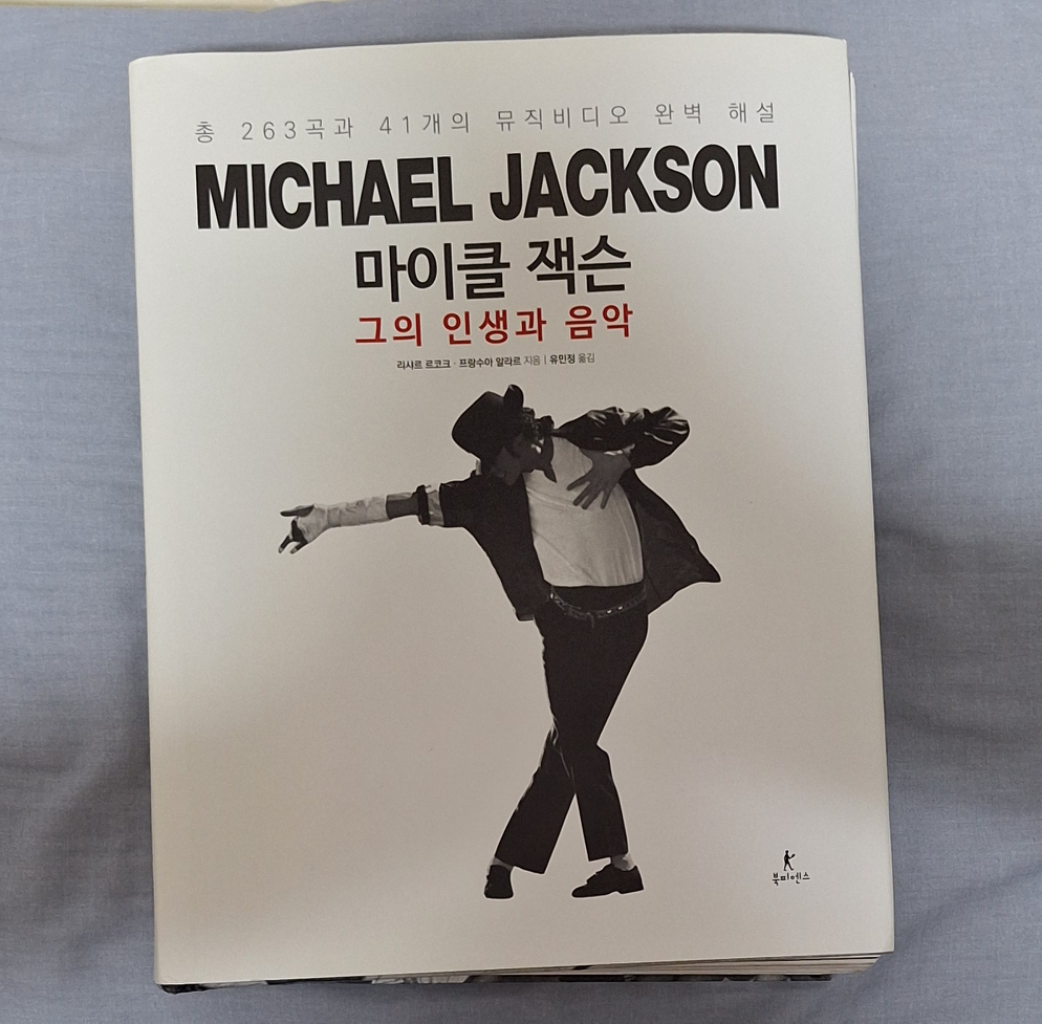 총 263곡과 41개의 뮤직비디오 완벽 해설
MICHAEL JACKSON
마이클 잭슨
그의 인생과 음악
리샤르 르코크 · 프랑수아 알라르 지음 | 유민정 옮김
북피엔스